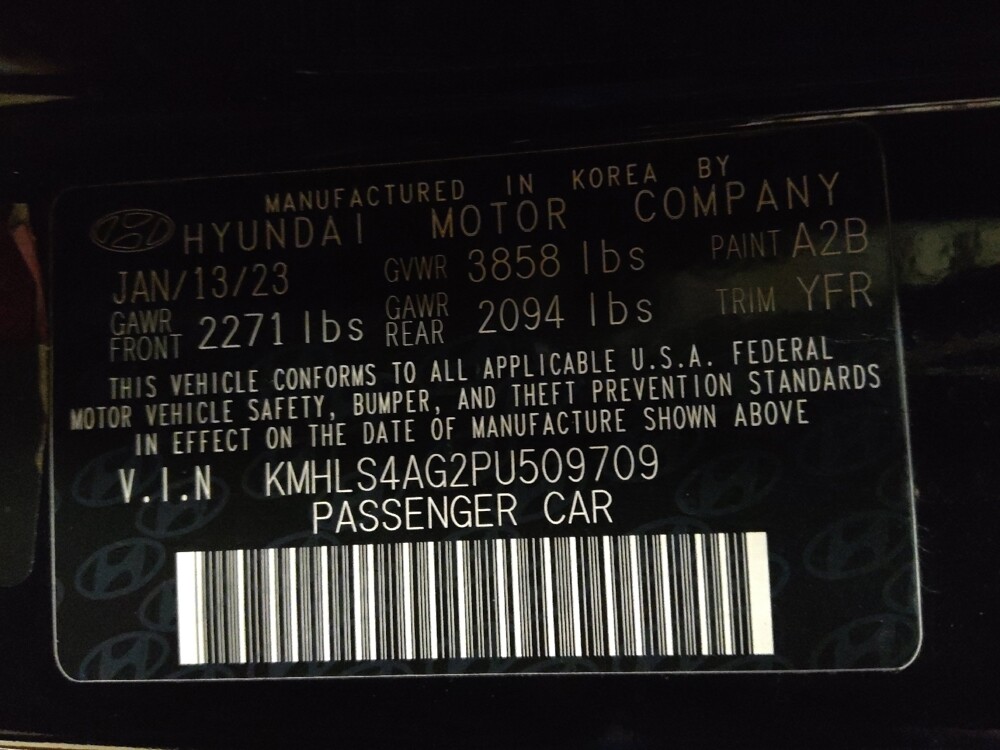 MANUFACTURED IN KOREA BY
HYUNDAI MOTOR COMPANY
JAN/13/23 GVWR 3858 lbs PAINT A2B
GAWR FRONT 2271 lbs GAWR REAR 2094 lbs TRIM YFR
THIS VEHICLE CONFORMS TO ALL APPLICABLE U.S.A. FEDERAL
MOTOR VEHICLE SAFETY, BUMPER, AND THEFT PREVENTION STANDARDS
IN EFFECT ON THE DATE OF MANUFACTURE SHOWN ABOVE
V.I.N KMHLS4AG2PU509709
PASSENGER CAR